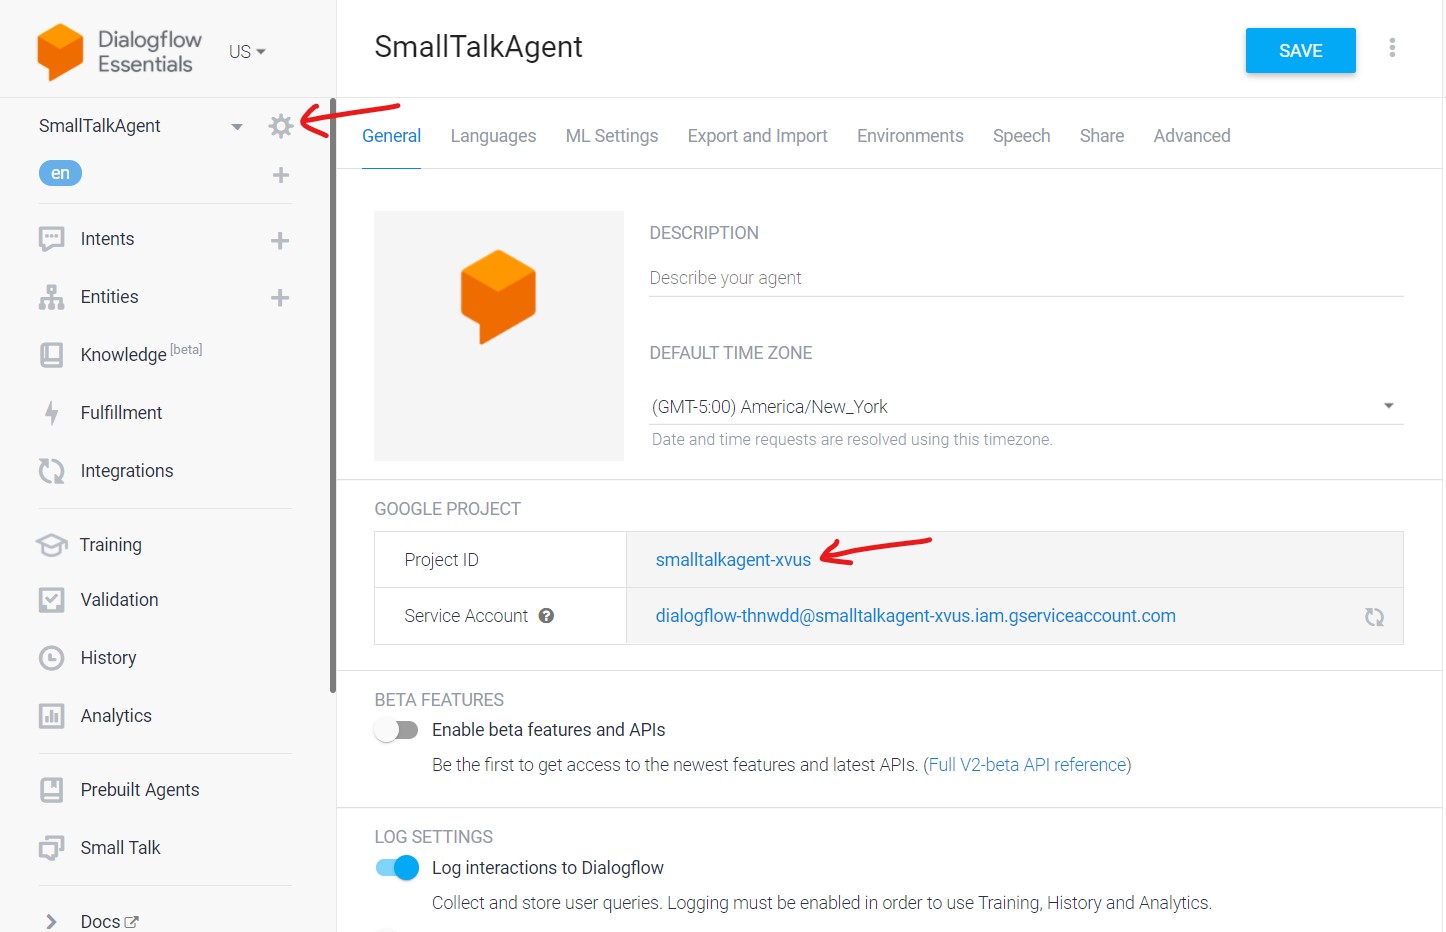 Dialogflow
Essentials
US
SmallTalkAgent
SAVE
SmallTalkAgent
en
General Languages ML Settings Export and Import Environments Speech Share Advanced
Intents
Entities
Knowledge [beta]
Fulfillment
Integrations
Training
Validation
History
Analytics
Prebuilt Agents
Small Talk
Docs
DESCRIPTION
Describe your agent
DEFAULT TIME ZONE
(GMT-5:00) America/New_York
Date and time requests are resolved using this timezone.
GOOGLE PROJECT
Project ID smalltalkagent-xvus
Service Account ? dialogflow-thnwdd@smalltalkagent-xvus.iam.gserviceaccount.com
BETA FEATURES
Enable beta features and APIs
Be the first to get access to the newest features and latest APIs. (Full V2-beta API reference)
LOG SETTINGS
Log interactions to Dialogflow
Collect and store user queries. Logging must be enabled in order to use Training, History and Analytics.